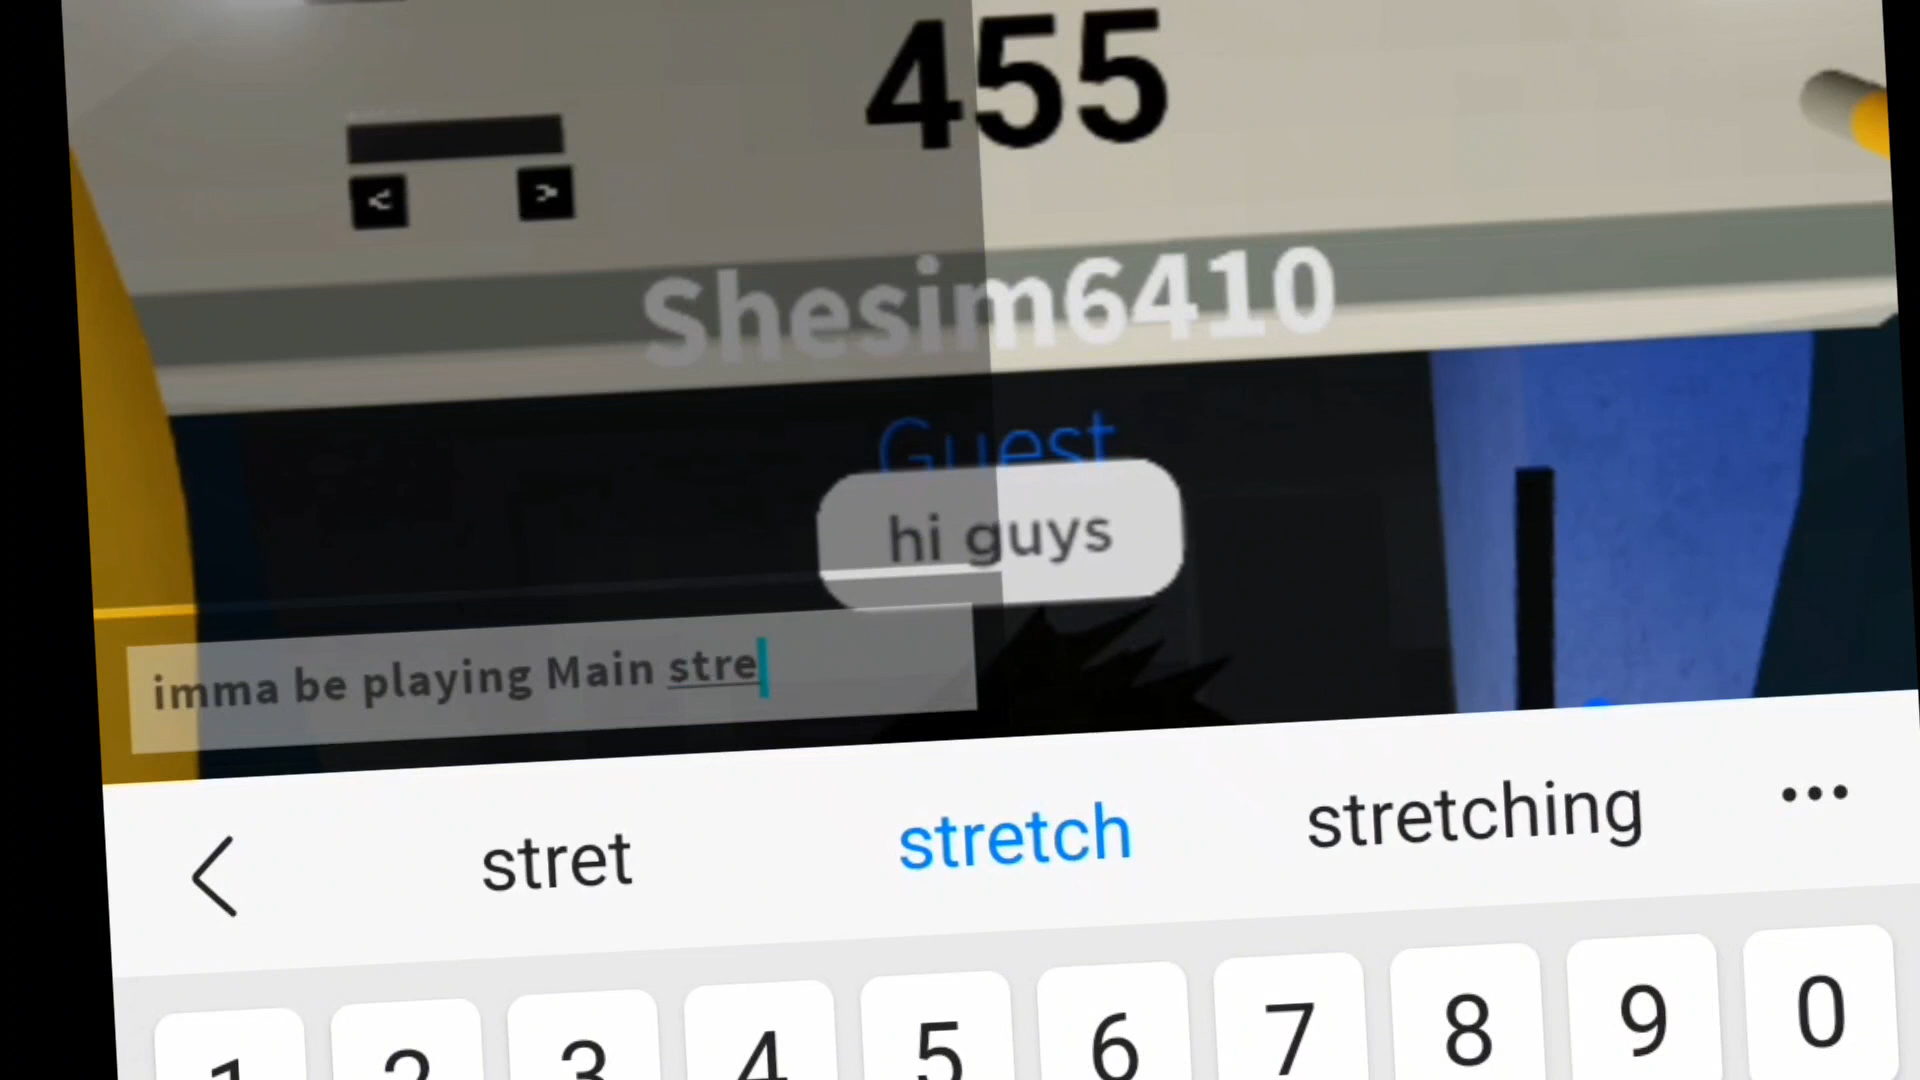 455
< >
Shesim6410
Guest
hi guys
imma be playing Main stre
stret stretch stretching
1 2 3 4 5 6 7 8 9 0